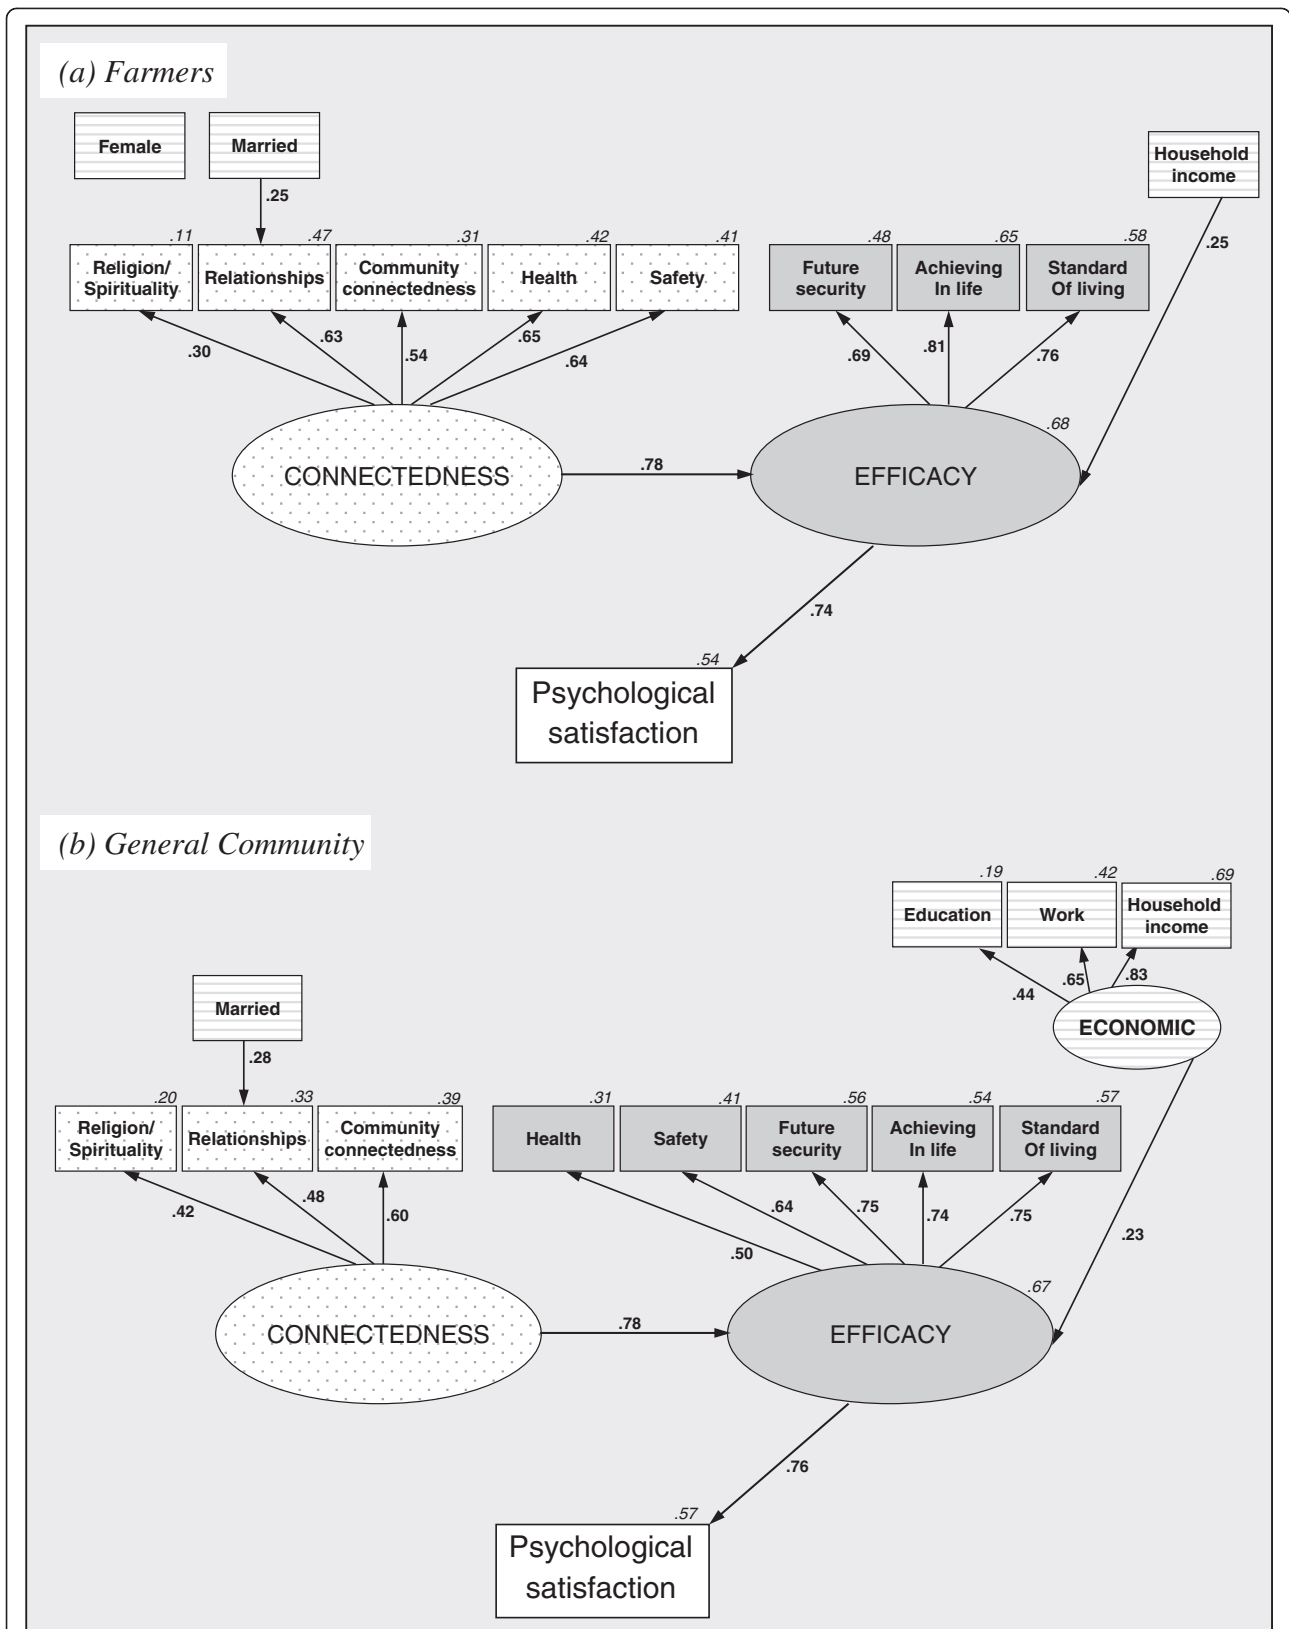 (a) Farmers
Female
Married
Household
income
.25
.25
.11
.47
.31
.42
.41
.48
.65
.58
Religion/
Spirituality
Relationships
Community
connectedness
Health
Safety
Future
security
Achieving
In life
Standard
Of living
.30
.63
.54
.65
.64
.69
.81
.76
.68
CONNECTEDNESS
.78
EFFICACY
.74
.54
Psychological
satisfaction
(b) General Community
.19
.42
.69
Education
Work
Household
income
.44
.65
.83
ECONOMIC
Married
.28
.20
.33
.39
.31
.41
.56
.54
.57
Religion/
Spirituality
Relationships
Community
connectedness
Health
Safety
Future
security
Achieving
In life
Standard
Of living
.42
.48
.60
.50
.64
.75
.74
.75
.23
.67
CONNECTEDNESS
.78
EFFICACY
.76
.57
Psychological
satisfaction